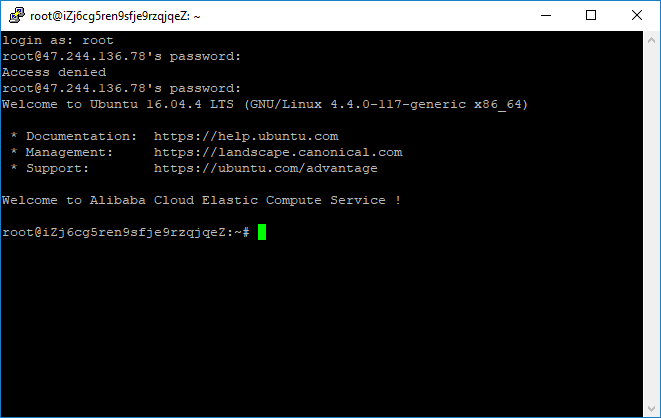 root@iZj6cg5ren9sfje9rzqjqeZ: ~
login as: root
root@47.244.136.78's password:
Access denied
root@47.244.136.78's password:
Welcome to Ubuntu 16.04.4 LTS (GNU/Linux 4.4.0-117-generic x86_64)
* Documentation:  https://help.ubuntu.com
* Management:     https://landscape.canonical.com
* Support:        https://ubuntu.com/advantage
Welcome to Alibaba Cloud Elastic Compute Service !
root@iZj6cg5ren9sfje9rzqjqeZ:~#